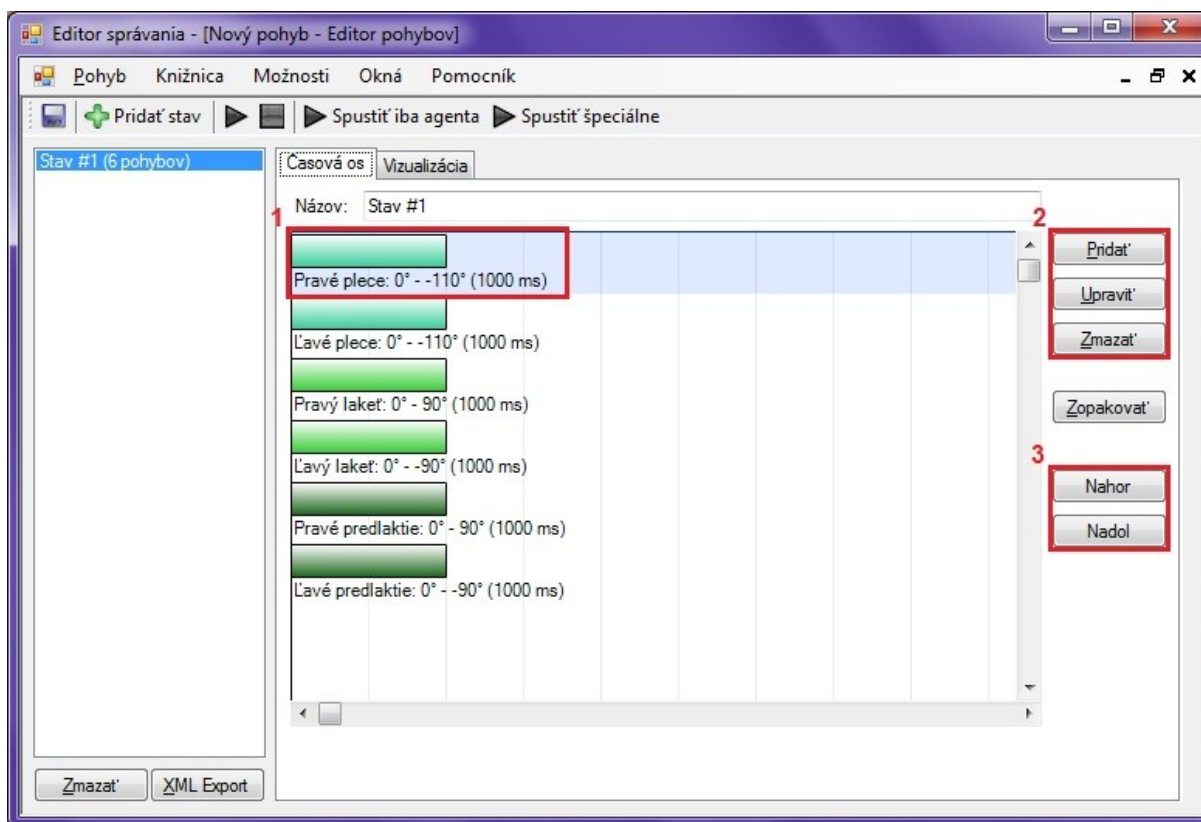 Editor správania - [Nový pohyb - Editor pohybov]
Pohyb Knižnica Možnosti Okná Pomocník
Pridať stav Spustiť iba agenta Spustiť špeciálne
Stav #1 (6 pohybov)
Časová os Vizualizácia
Názov: Stav #1
1
2
Pravé plece: 0° - -110° (1000 ms)
Ľavé plece: 0° - -110° (1000 ms)
Pravý lakeť: 0° - 90° (1000 ms)
Ľavý lakeť: 0° - -90° (1000 ms)
Pravé predlaktie: 0° - 90° (1000 ms)
Ľavé predlaktie: 0° - -90° (1000 ms)
Pridať
Upraviť
Zmazať
Zopakovať
3
Nahor
Nadol
Zmazať XML Export